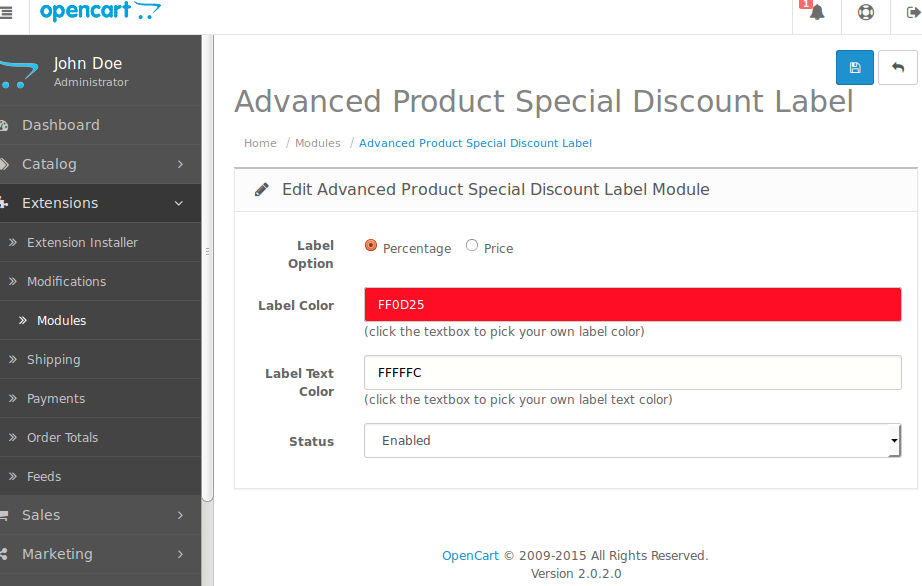 opencart
1
John Doe
Administrator
Dashboard
Catalog
Extensions
Extension Installer
Modifications
Modules
Shipping
Payments
Order Totals
Feeds
Sales
Marketing
Advanced Product Special Discount Label
Home / Modules / Advanced Product Special Discount Label
Edit Advanced Product Special Discount Label Module
Label Option
Percentage Price
Label Color
FF0D25
(click the textbox to pick your own label color)
Label Text Color
FFFFFC
(click the textbox to pick your own label text color)
Status
Enabled
OpenCart © 2009-2015 All Rights Reserved.
Version 2.0.2.0